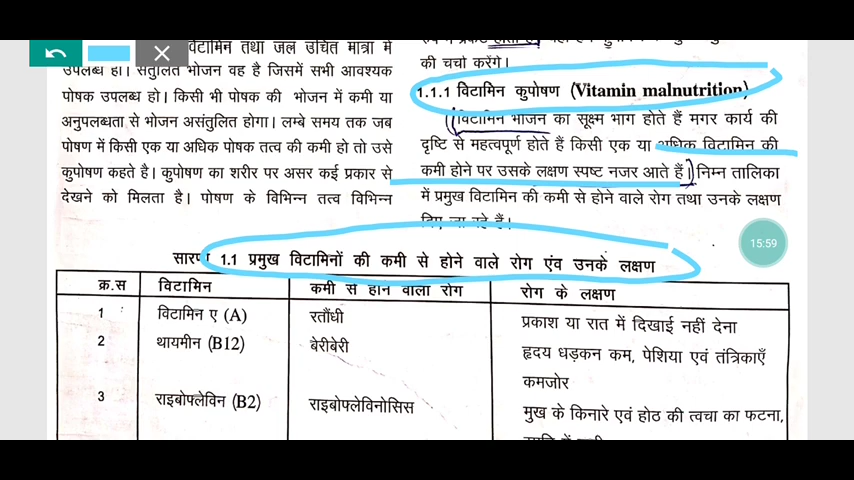 विटामिन तथा जल उचित मात्रा में
उपलब्ध हो। संतुलित भोजन वह है जिसमें सभी आवश्यक
पोषक उपलब्ध हो। किसी भी पोषक की भोजन में कमी या
अनुपलब्धता से भोजन असंतुलित होगा। लम्बे समय तक जब
पोषण में किसी एक या अधिक पोषक तत्व की कमी हो तो उसे
कुपोषण कहते है। कुपोषण का शरीर पर असर कई प्रकार से
देखने को मिलता है। पोषण के विभिन्न तत्व विभिन्न
की चर्चा करेंगे।
1.1.1 विटामिन कुपोषण (Vitamin malnutrition)
विटामिन भोजन का सूक्ष्म भाग होते हैं मगर कार्य की
दृष्टि से महत्वपूर्ण होते हैं किसी एक या अधिक विटामिन की
कमी होने पर उसके लक्षण स्पष्ट नजर आते हैं। निम्न तालिका
में प्रमुख विटामिन की कमी से होने वाले रोग तथा उनके लक्षण
दिए जा रहे हैं।
15:59
सारणी 1.1 प्रमुख विटामिनों की कमी से होने वाले रोग एंव उनके लक्षण
क्र.स विटामिन कमी से होने वाला रोग रोग के लक्षण
1 विटामिन ए (A) रतौंधी प्रकाश या रात में दिखाई नहीं देना
2 थायमीन (B12) बेरीबेरी हृदय धड़कन कम, पेशिया एवं तंत्रिकाएँ
कमजोर
3 राइबोफ्लेविन (B2) राइबोफ्लेविनोसिस मुख के किनारे एवं होठ की त्वचा का फटना,